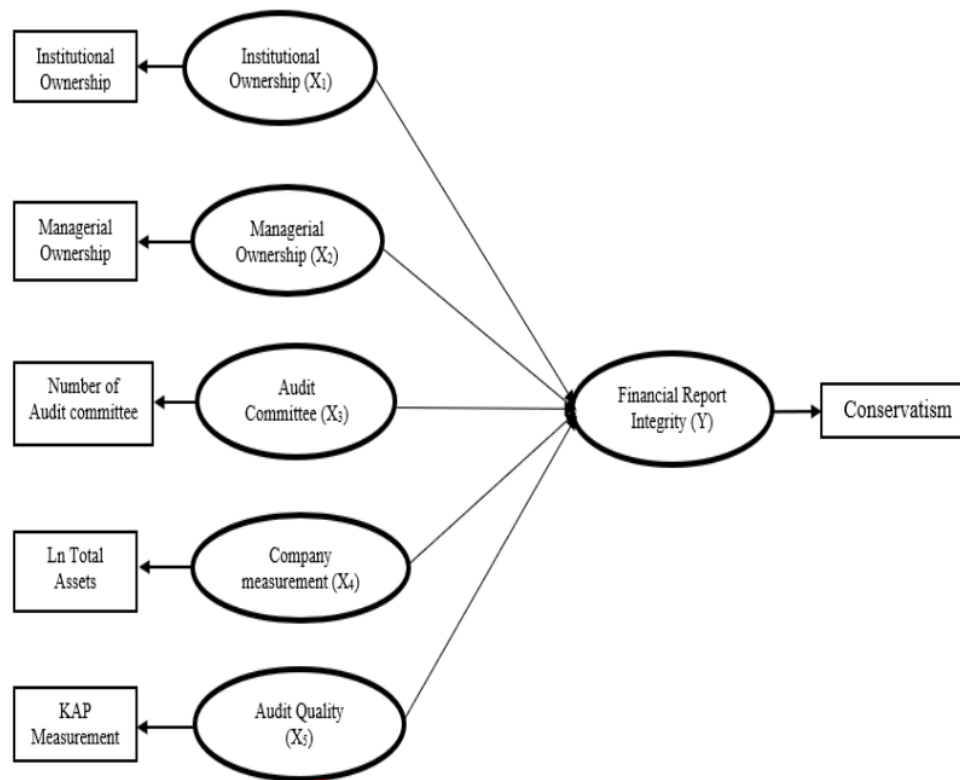 Institutional
Ownership
Institutional
Ownership (X₁)
Managerial
Ownership
Managerial
Ownership (X₂)
Number of
Audit committee
Audit
Committee (X₃)
Financial Report
Integrity (Y)
Conservatism
Ln Total
Assets
Company
measurement (X₄)
KAP
Measurement
Audit Quality
(X₅)